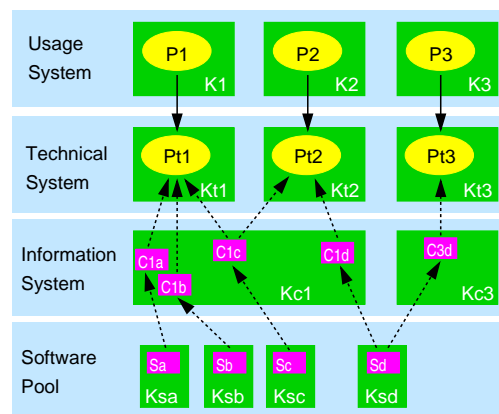 Usage
System
P1
P2
P3
K1
K2
K3
Technical
System
Pt1
Pt2
Pt3
Kt1
Kt2
Kt3
Information
System
C1a
C1b
C1c
C1d
C3d
Kc1
Kc3
Software
Pool
Sa
Sb
Sc
Sd
Ksa
Ksb
Ksc
Ksd